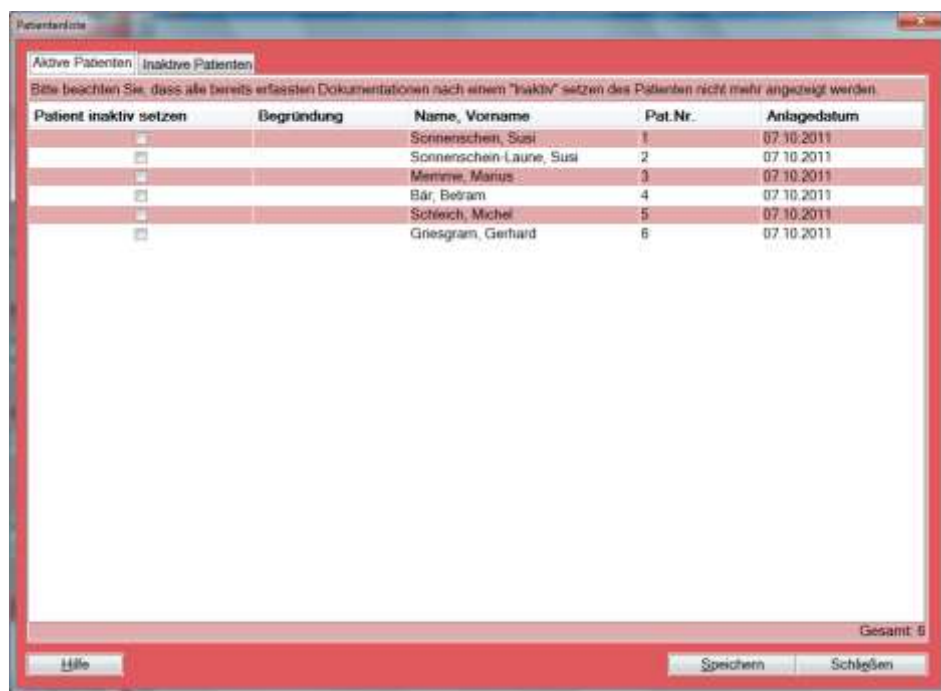 Patientenliste
Aktive Patienten Inaktive Patienten
Bitte beachten Sie, dass alle bereits erfassten Dokumentationen nach einem "Inaktiv" setzen des Patienten nicht mehr angezeigt werden.
Patient inaktiv setzen Begründung Name, Vorname Pat.Nr. Anlagedatum
Sonnenschein, Susi 1 07.10.2011
Sonnenschein-Laune, Susi 2 07.10.2011
Memme, Marius 3 07.10.2011
Bär, Betram 4 07.10.2011
Schleich, Michel 5 07.10.2011
Griesgram, Gerhard 6 07.10.2011
Gesamt: 6
Hilfe Speichern Schließen